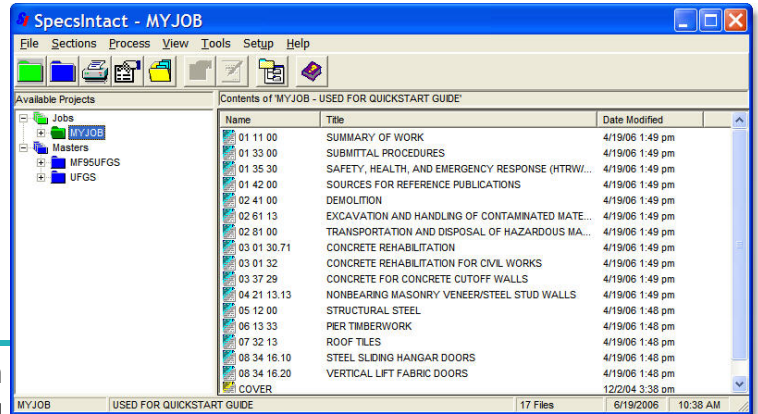 SpecsIntact - MYJOB
File Sections Process View Tools Setup Help
Available Projects
Contents of 'MYJOB - USED FOR QUICKSTART GUIDE'
Jobs
MYJOB
Masters
MF95UFGS
UFGS
Name Title Date Modified
01 11 00 SUMMARY OF WORK 4/19/06 1:49 pm
01 33 00 SUBMITTAL PROCEDURES 4/19/06 1:49 pm
01 35 30 SAFETY, HEALTH, AND EMERGENCY RESPONSE (HTRW/... 4/19/06 1:49 pm
01 42 00 SOURCES FOR REFERENCE PUBLICATIONS 4/19/06 1:49 pm
02 41 00 DEMOLITION 4/19/06 1:49 pm
02 61 13 EXCAVATION AND HANDLING OF CONTAMINATED MATE... 4/19/06 1:49 pm
02 81 00 TRANSPORTATION AND DISPOSAL OF HAZARDOUS MA... 4/19/06 1:49 pm
03 01 30.71 CONCRETE REHABILITATION 4/19/06 1:49 pm
03 01 32 CONCRETE REHABILITATION FOR CIVIL WORKS 4/19/06 1:49 pm
03 37 29 CONCRETE FOR CONCRETE CUTOFF WALLS 4/19/06 1:49 pm
04 21 13.13 NONBEARING MASONRY VENEER/STEEL STUD WALLS 4/19/06 1:49 pm
05 12 00 STRUCTURAL STEEL 4/19/06 1:48 pm
06 13 33 PIER TIMBERWORK 4/19/06 1:48 pm
07 32 13 ROOF TILES 4/19/06 1:48 pm
08 34 16.10 STEEL SLIDING HANGAR DOORS 4/19/06 1:48 pm
08 34 16.20 VERTICAL LIFT FABRIC DOORS 4/19/06 1:48 pm
COVER 12/2/04 3:38 pm
MYJOB USED FOR QUICKSTART GUIDE 17 Files 6/19/2006 10:38 AM